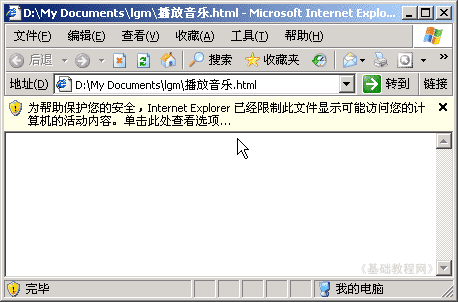 D:\My Documents\lgm\播放音乐.html - Microsoft Internet Explo...
文件(F) 编辑(E) 查看(V) 收藏(A) 工具(T) 帮助(H)
后退 搜索 收藏夹
地址(D) D:\My Documents\lgm\播放音乐.html 转到 链接
为帮助保护您的安全，Internet Explorer 已经限制此文件显示可能访问您的计
算机的活动内容。单击此处查看选项...
《基础教程网》
完毕 我的电脑